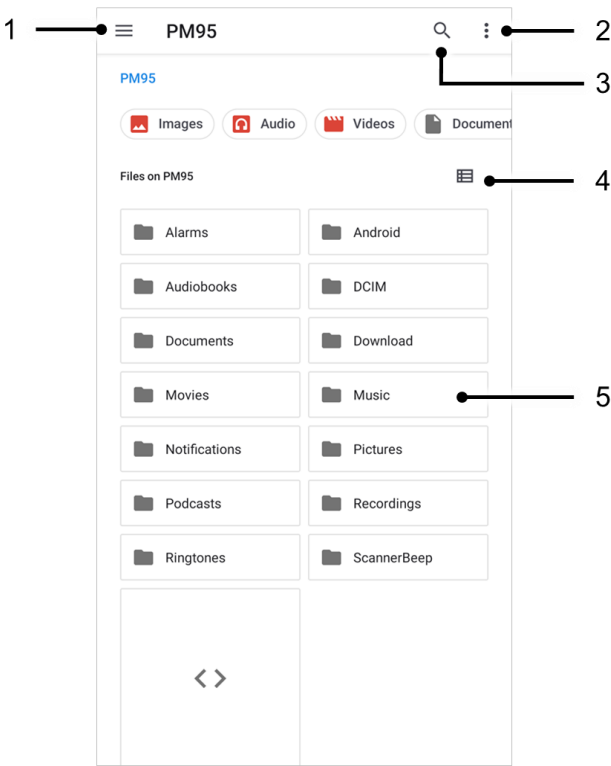 1
PM95
2
3
PM95
Images
Audio
Videos
Document
Files on PM95
4
Alarms
Android
Audiobooks
DCIM
Documents
Download
Movies
Music
5
Notifications
Pictures
Podcasts
Recordings
Ringtones
ScannerBeep